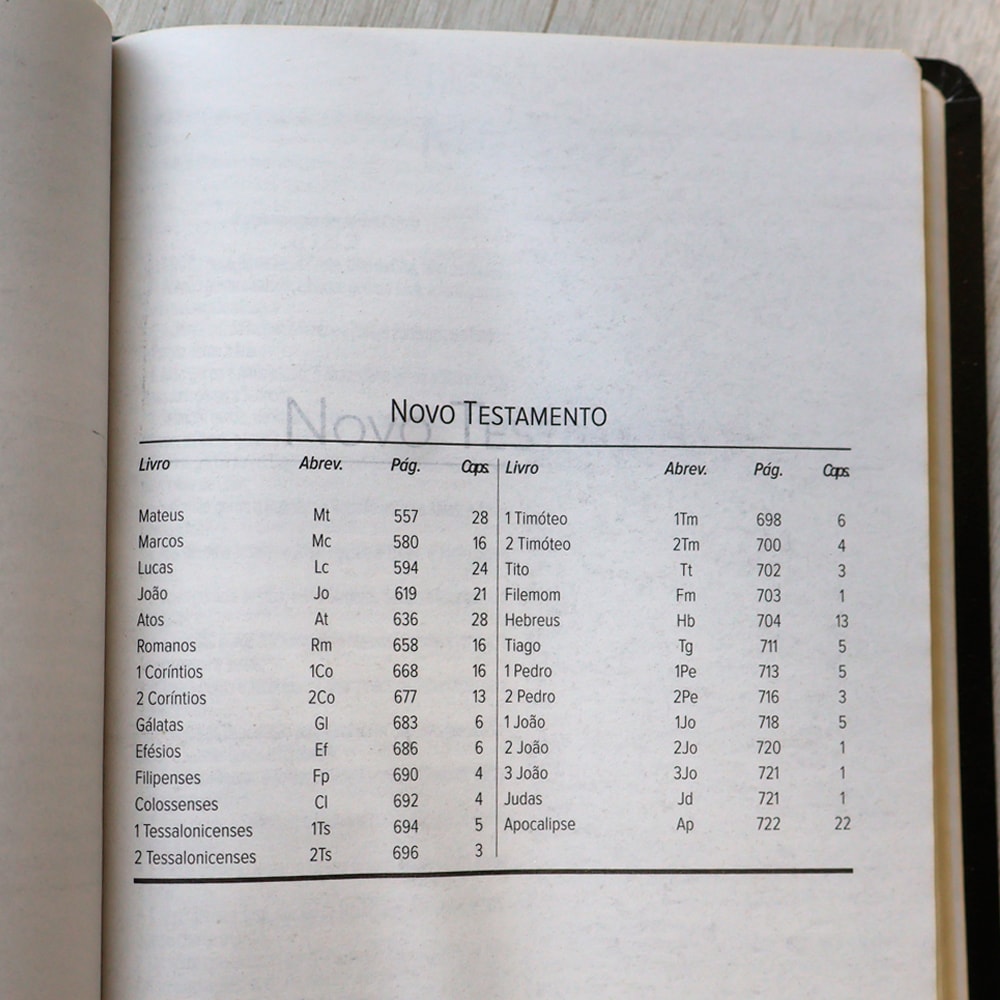 NOVO TESTAMENTO
Livro Abrev. Pág. Caps.
Mateus Mt 557 28
Marcos Mc 580 16
Lucas Lc 594 24
João Jo 619 21
Atos At 636 28
Romanos Rm 658 16
1 Coríntios 1Co 668 16
2 Coríntios 2Co 677 13
Gálatas Gl 683 6
Efésios Ef 686 6
Filipenses Fp 690 4
Colossenses Cl 692 4
1 Tessalonicenses 1Ts 694 5
2 Tessalonicenses 2Ts 696 3
Livro Abrev. Pág. Caps.
1 Timóteo 1Tm 698 6
2 Timóteo 2Tm 700 4
Tito Tt 702 3
Filemom Fm 703 1
Hebreus Hb 704 13
Tiago Tg 711 5
1 Pedro 1Pe 713 5
2 Pedro 2Pe 716 3
1 João 1Jo 718 5
2 João 2Jo 720 1
3 João 3Jo 721 1
Judas Jd 721 1
Apocalipse Ap 722 22